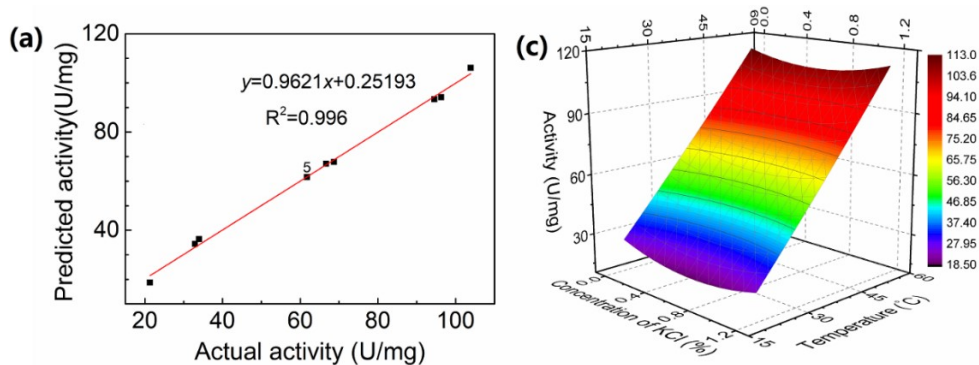 (a)
120
80
40
Predicted activity(U/mg)
y=0.9621x+0.25193
R²=0.996
5
20 40 60 80 100
Actual activity (U/mg)
(c)
15 30 45 60
0.0 0.4 0.8 1.2
120
90
60
30
Activity (U/mg)
0.0 0.4 0.8 1.2
Concentration of KCl (%)
15 30 45 60
Temperature (°C)
113.0
103.6
94.10
84.65
75.20
65.75
56.30
46.85
37.40
27.95
18.50